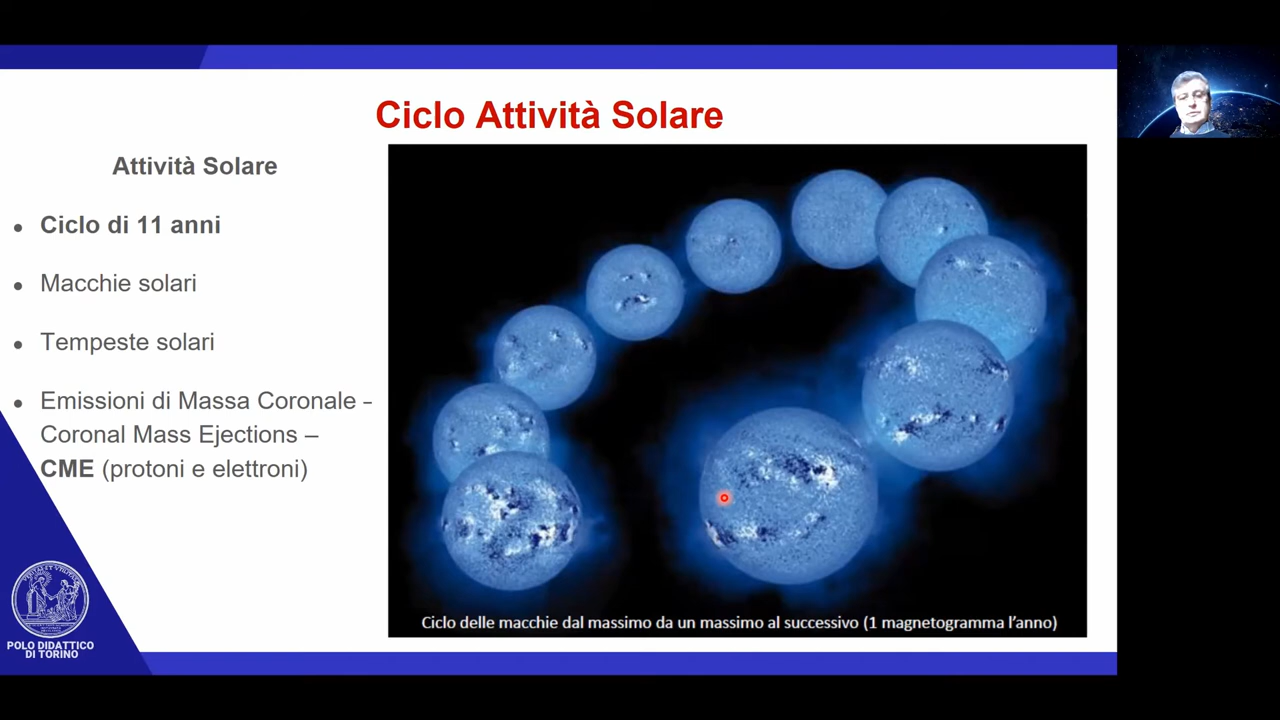 Ciclo Attività Solare
Attività Solare
• Ciclo di 11 anni
• Macchie solari
• Tempeste solari
• Emissioni di Massa Coronale –
Coronal Mass Ejections –
CME (protoni e elettroni)
Ciclo delle macchie dal massimo da un massimo al successivo (1 magnetogramma l'anno)
POLO DIDATTICO
DI TORINO